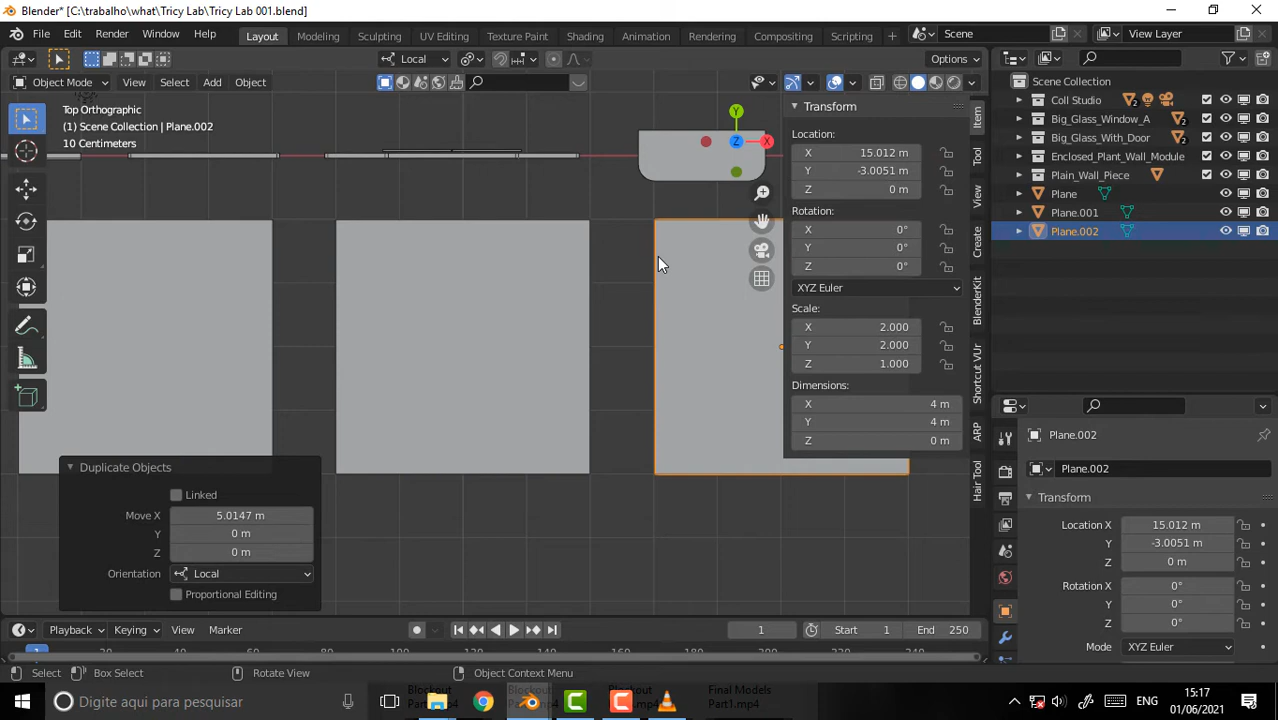 Blender* [C:\trabalho\what\Tricy Lab\Tricy Lab 001.blend]
File Edit Render Window Help Layout Modeling Sculpting UV Editing Texture Paint Shading Animation Rendering Compositing Scripting + Scene View Layer
Local Options
Object Mode View Select Add Object
Top Orthographic
(1) Scene Collection | Plane.002
10 Centimeters
Y
Z
X
Transform
Location:
X 15.012 m
Y -3.0051 m
Z 0 m
Rotation:
X 0°
Y 0°
Z 0°
XYZ Euler
Scale:
X 2.000
Y 2.000
Z 1.000
Dimensions:
X 4 m
Y 4 m
Z 0 m
Item
Tool
View
Create
BlenderKit
Shortcut VUr
ARP
Hair Tool
Scene Collection
Coll Studio 2
Big_Glass_Window_A 2
Big_Glass_With_Door 2
Enclosed_Plant_Wall_Module
Plain_Wall_Piece
Plane
Plane.001
Plane.002
Plane.002
Plane.002
Transform
Location X 15.012 m
Y -3.0051 m
Z 0 m
Rotation X 0°
Y 0°
Z 0°
Mode XYZ Euler
Duplicate Objects
Linked
Move X 5.0147 m
Y 0 m
Z 0 m
Orientation Local
Proportional Editing
Playback Keying View Marker 1 Start 1 End 250
Select Box Select Rotate View Object Context Menu
Digite aqui para pesquisar
Final Models
Part1.mp4
ENG
15:17
01/06/2021